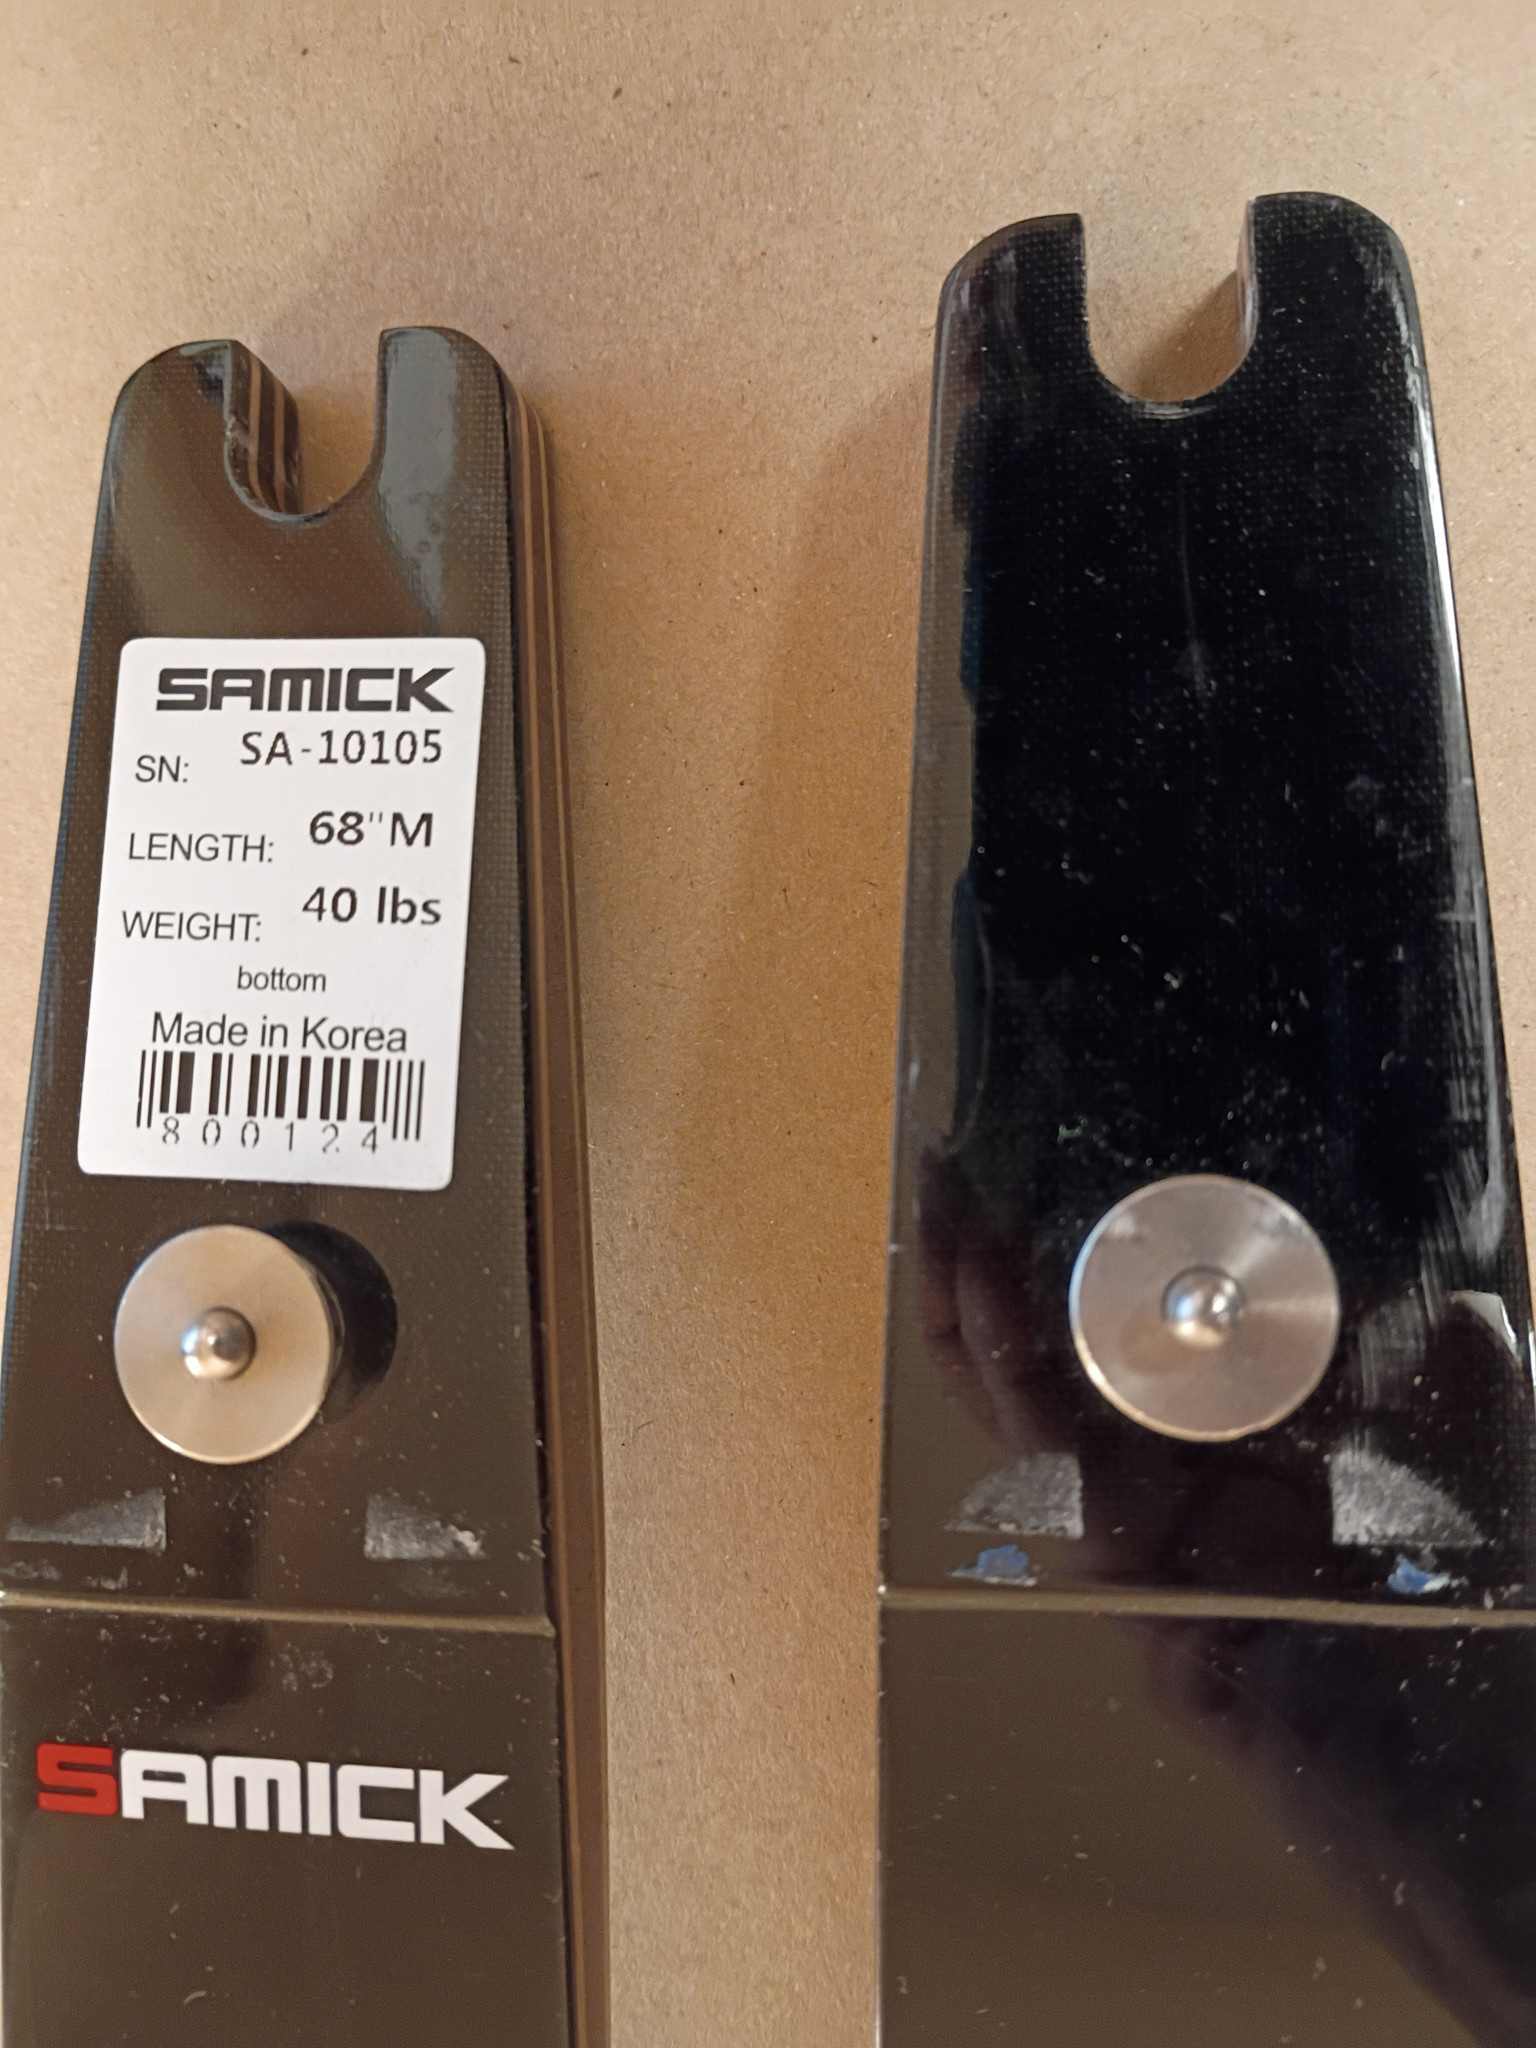 SAMICK
SN: SA-10105
LENGTH: 68"M
WEIGHT: 40 lbs
bottom
Made in Korea
800124
SAMICK